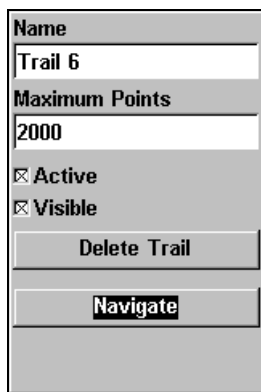 Name
Trail 6
Maximum Points
2000
Active
Visible
Delete Trail
Navigate